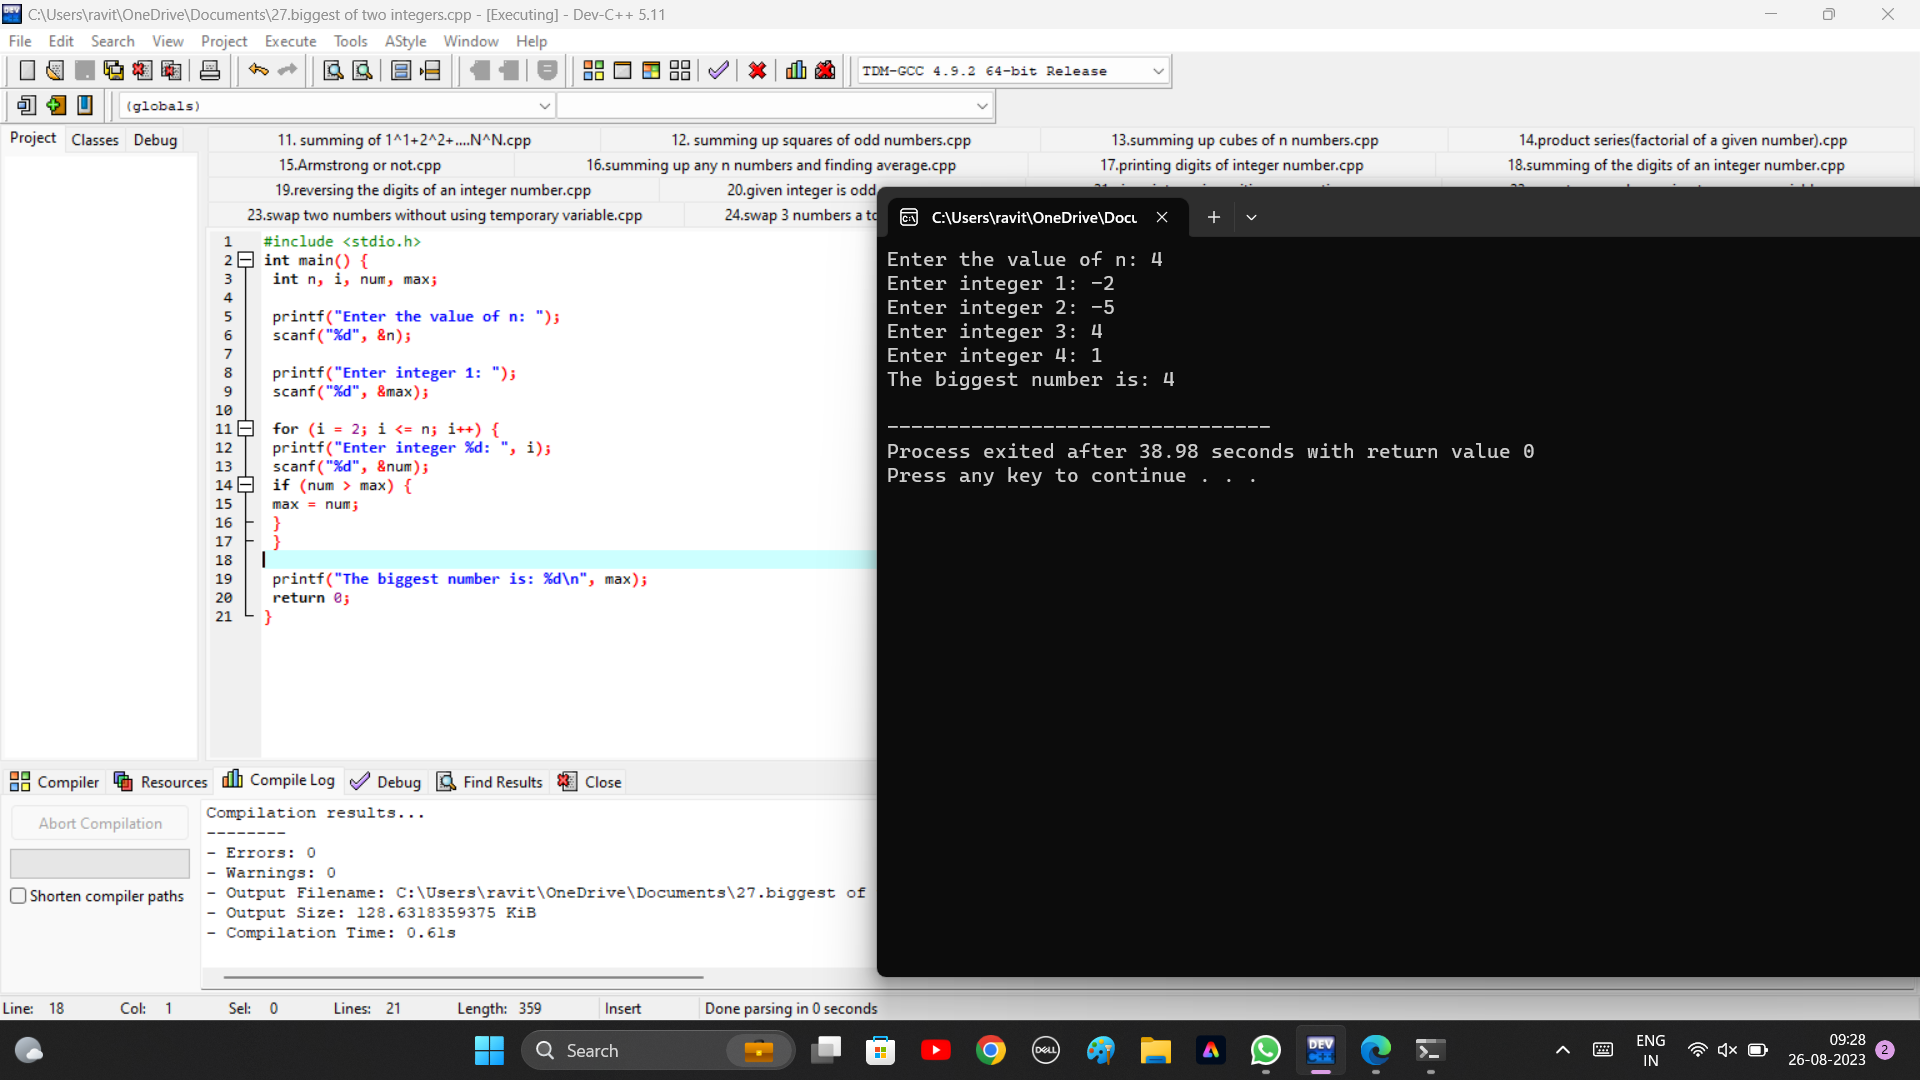 C:\Users\ravit\OneDrive\Documents\27.biggest of two integers.cpp - [Executing] - Dev-C++ 5.11
File Edit Search View Project Execute Tools AStyle Window Help
TDM-GCC 4.9.2 64-bit Release
(globals)
Project Classes Debug
11. summing of 1^1+2^2+....N^N.cpp 12. summing up squares of odd numbers.cpp 13.summing up cubes of n numbers.cpp 14.product series(factorial of a given number).cpp
15.Armstrong or not.cpp 16.summing up any n numbers and finding average.cpp 17.printing digits of integer number.cpp 18.summing of the digits of an integer number.cpp
19.reversing the digits of an integer number.cpp 20.given integer is odd
23.swap two numbers without using temporary variable.cpp 24.swap 3 numbers a to
1 #include <stdio.h>
2 int main() {
3 int n, i, num, max;
4
5 printf("Enter the value of n: ");
6 scanf("%d", &n);
7
8 printf("Enter integer 1: ");
9 scanf("%d", &max);
10
11 for (i = 2; i <= n; i++) {
12 printf("Enter integer %d: ", i);
13 scanf("%d", &num);
14 if (num > max) {
15 max = num;
16 }
17 }
18
19 printf("The biggest number is: %d\n", max);
20 return 0;
21 }
C:\Users\ravit\OneDrive\Docu
Enter the value of n: 4
Enter integer 1: -2
Enter integer 2: -5
Enter integer 3: 4
Enter integer 4: 1
The biggest number is: 4
--------------------------------
Process exited after 38.98 seconds with return value 0
Press any key to continue . . .
Compiler Resources Compile Log Debug Find Results Close
Abort Compilation
Shorten compiler paths
Compilation results...
--------
- Errors: 0
- Warnings: 0
- Output Filename: C:\Users\ravit\OneDrive\Documents\27.biggest of
- Output Size: 128.6318359375 KiB
- Compilation Time: 0.61s
Line: 18 Col: 1 Sel: 0 Lines: 21 Length: 359 Insert Done parsing in 0 seconds
Search
DELL
DEV
ENG
IN
09:28
26-08-2023
2